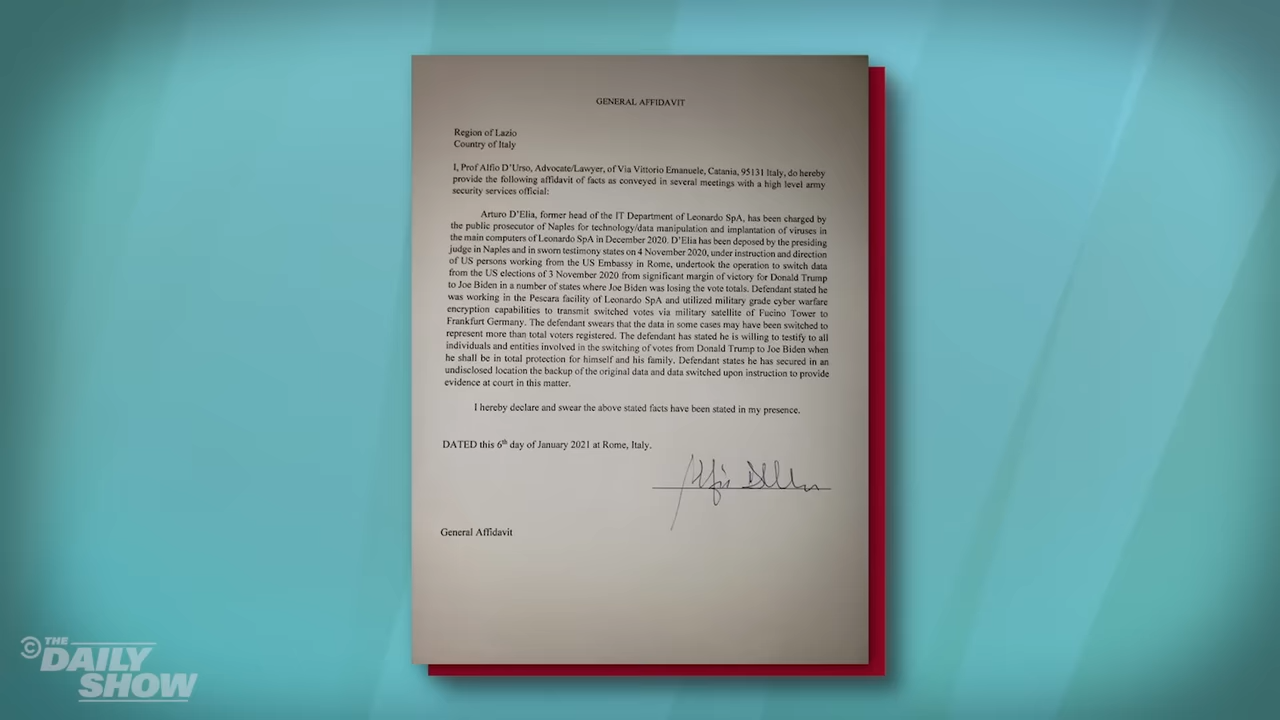 GENERAL AFFIDAVIT
Region of Lazio
Country of Italy
I, Prof Alfio D'Urso, Advocate/Lawyer, of Via Vittorio Emanuele, Catania, 95131 Italy, do hereby
provide the following affidavit of facts as conveyed in several meetings with a high level army
security services official:
Arturo D'Elia, former head of the IT Department of Leonardo SpA, has been charged by
the public prosecutor of Naples for technology/data manipulation and implantation of viruses in
the main computers of Leonardo SpA in December 2020. D'Elia has been deposed by the presiding
judge in Naples and in sworn testimony states on 4 November 2020, under instruction and direction
of US persons working from the US Embassy in Rome, undertook the operation to switch data
from the US elections of 3 November 2020 from significant margin of victory for Donald Trump
to Joe Biden in a number of states where Joe Biden was losing the vote totals. Defendant stated he
was working in the Pescara facility of Leonardo SpA and utilized military grade cyber warfare
encryption capabilities to transmit switched votes via military satellite of Fucino Tower to
Frankfurt Germany. The defendant swears that the data in some cases may have been switched to
represent more than total voters registered. The defendant has stated he is willing to testify to all
individuals and entities involved in the switching of votes from Donald Trump to Joe Biden when
he shall be in total protection for himself and his family. Defendant states he has secured in an
undisclosed location the backup of the original data and data switched upon instruction to provide
evidence at court in this matter.
I hereby declare and swear the above stated facts have been stated in my presence.
DATED this 6th day of January 2021 at Rome, Italy.
General Affidavit
THE
DAILY
SHOW